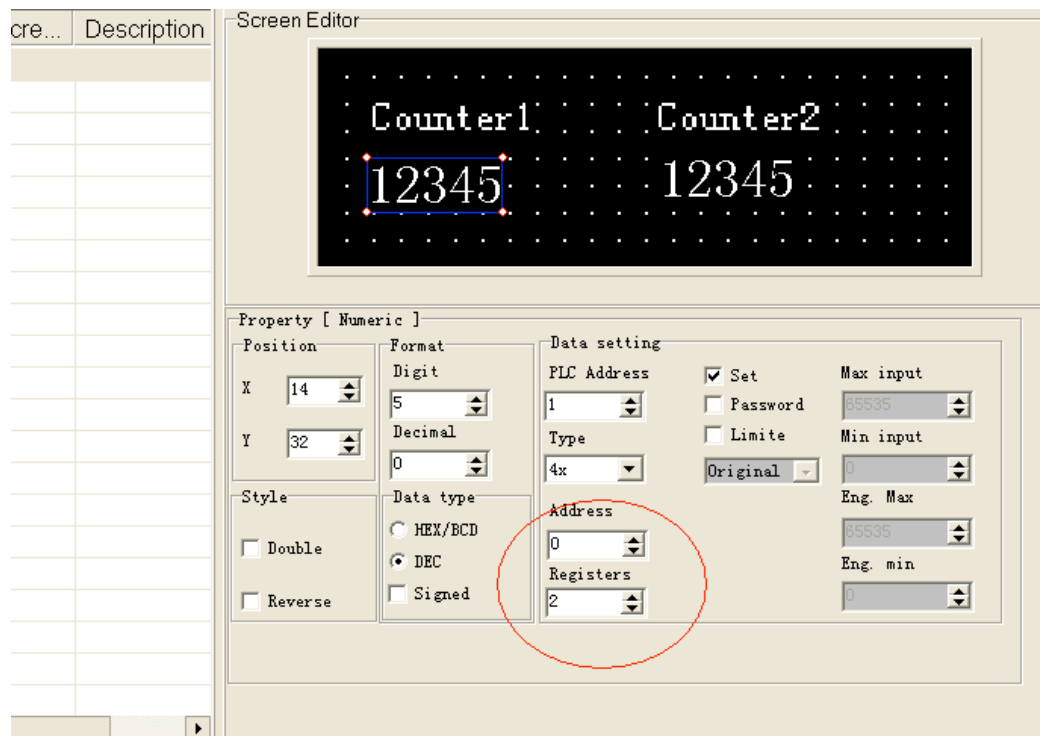 cre... Description
Screen Editor
Counter1 Counter2
12345 12345
Property [ Numeric ]
Position
X 14
Y 32
Format
Digit
5
Decimal
0
Style
Double
Reverse
Data type
HEX/BCD
DEC
Signed
Data setting
PLC Address
1
Type
4x
Address
0
Registers
2
Set
Password
Limite
Original
Max input
65535
Min input
0
Eng. Max
65535
Eng. min
0